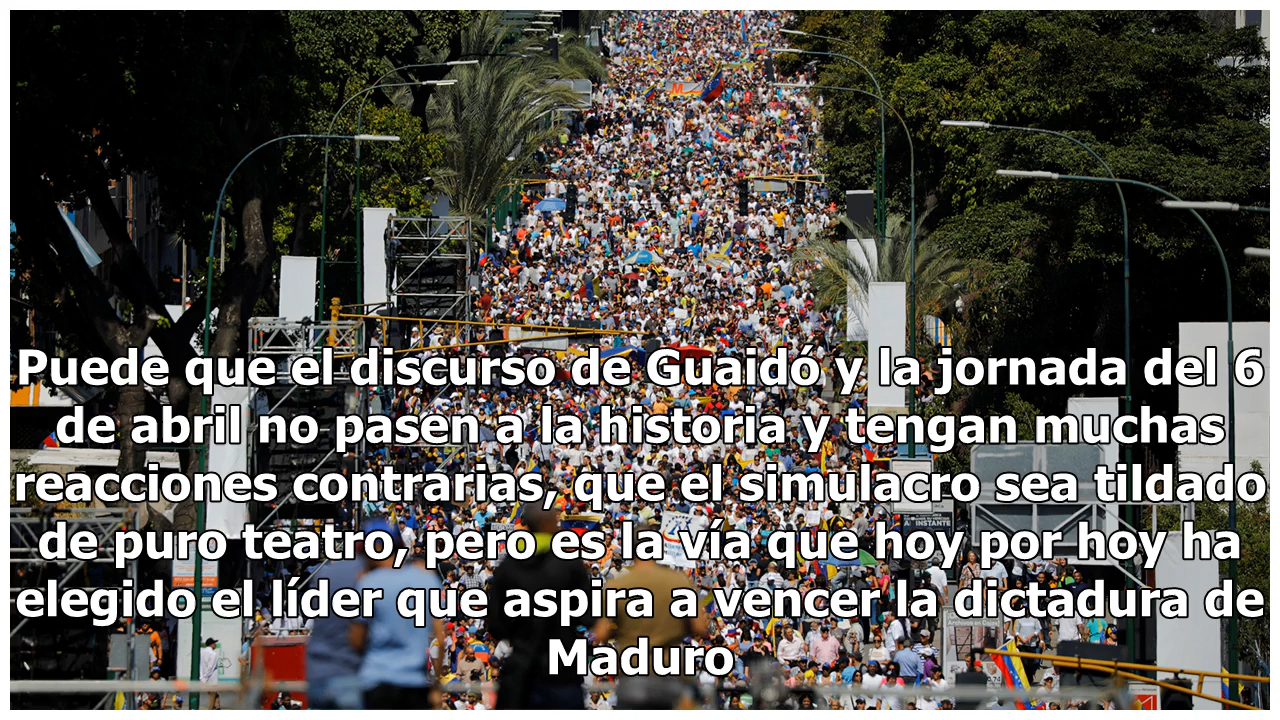 Puede que el discurso de Guaidó y la jornada del 6
de abril no pasen a la historia y tengan muchas
reacciones contrarias, que el simulacro sea tildado
de puro teatro, pero es la vía que hoy por hoy ha
elegido el líder que aspira a vencer la dictadura de
Maduro
INSTANTE